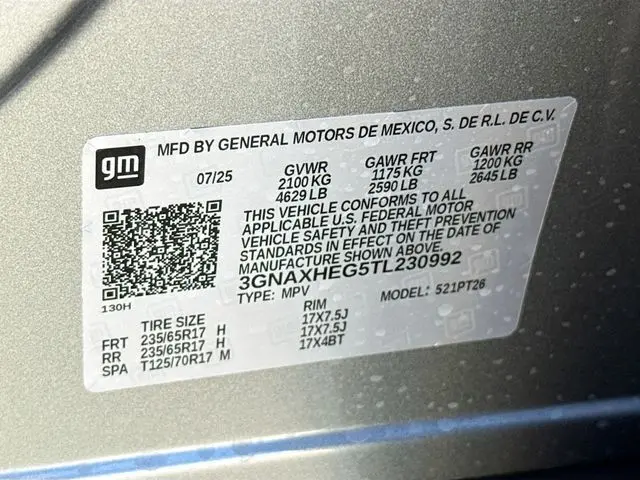 gm
MFD BY GENERAL MOTORS DE MEXICO, S. DE R.L. DE C.V.
07/25 GVWR GAWR FRT GAWR RR
2100 KG 1175 KG 1200 KG
4629 LB 2590 LB 2645 LB
THIS VEHICLE CONFORMS TO ALL
APPLICABLE U.S. FEDERAL MOTOR
VEHICLE SAFETY AND THEFT PREVENTION
STANDARDS IN EFFECT ON THE DATE OF
MANUFACTURE SHOWN ABOVE.
3GNAXHEG5TL230992
TYPE: MPV MODEL: 521PT26
130H
TIRE SIZE RIM
FRT 235/65R17 H 17X7.5J
RR 235/65R17 H 17X7.5J
SPA T125/70R17 M 17X4BT